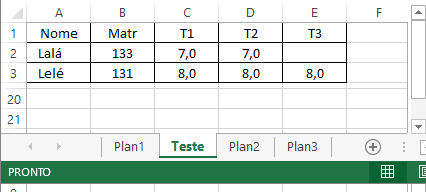 A B C D E F
1 Nome Matr T1 T2 T3
2 Lalá 133 7,0 7,0
3 Lelé 131 8,0 8,0 8,0
20
21
Plan1 Teste Plan2 Plan3
PRONTO